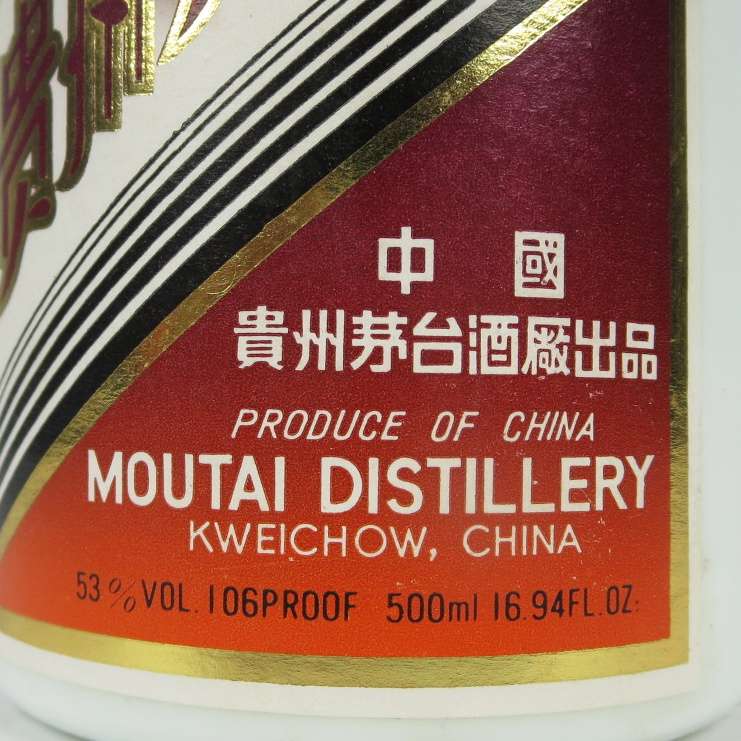 中國
貴州茅台酒廠出品
PRODUCE OF CHINA
MOUTAI DISTILLERY
KWEICHOW, CHINA
53%VOL. 106PROOF 500ml 16.94FL.OZ.